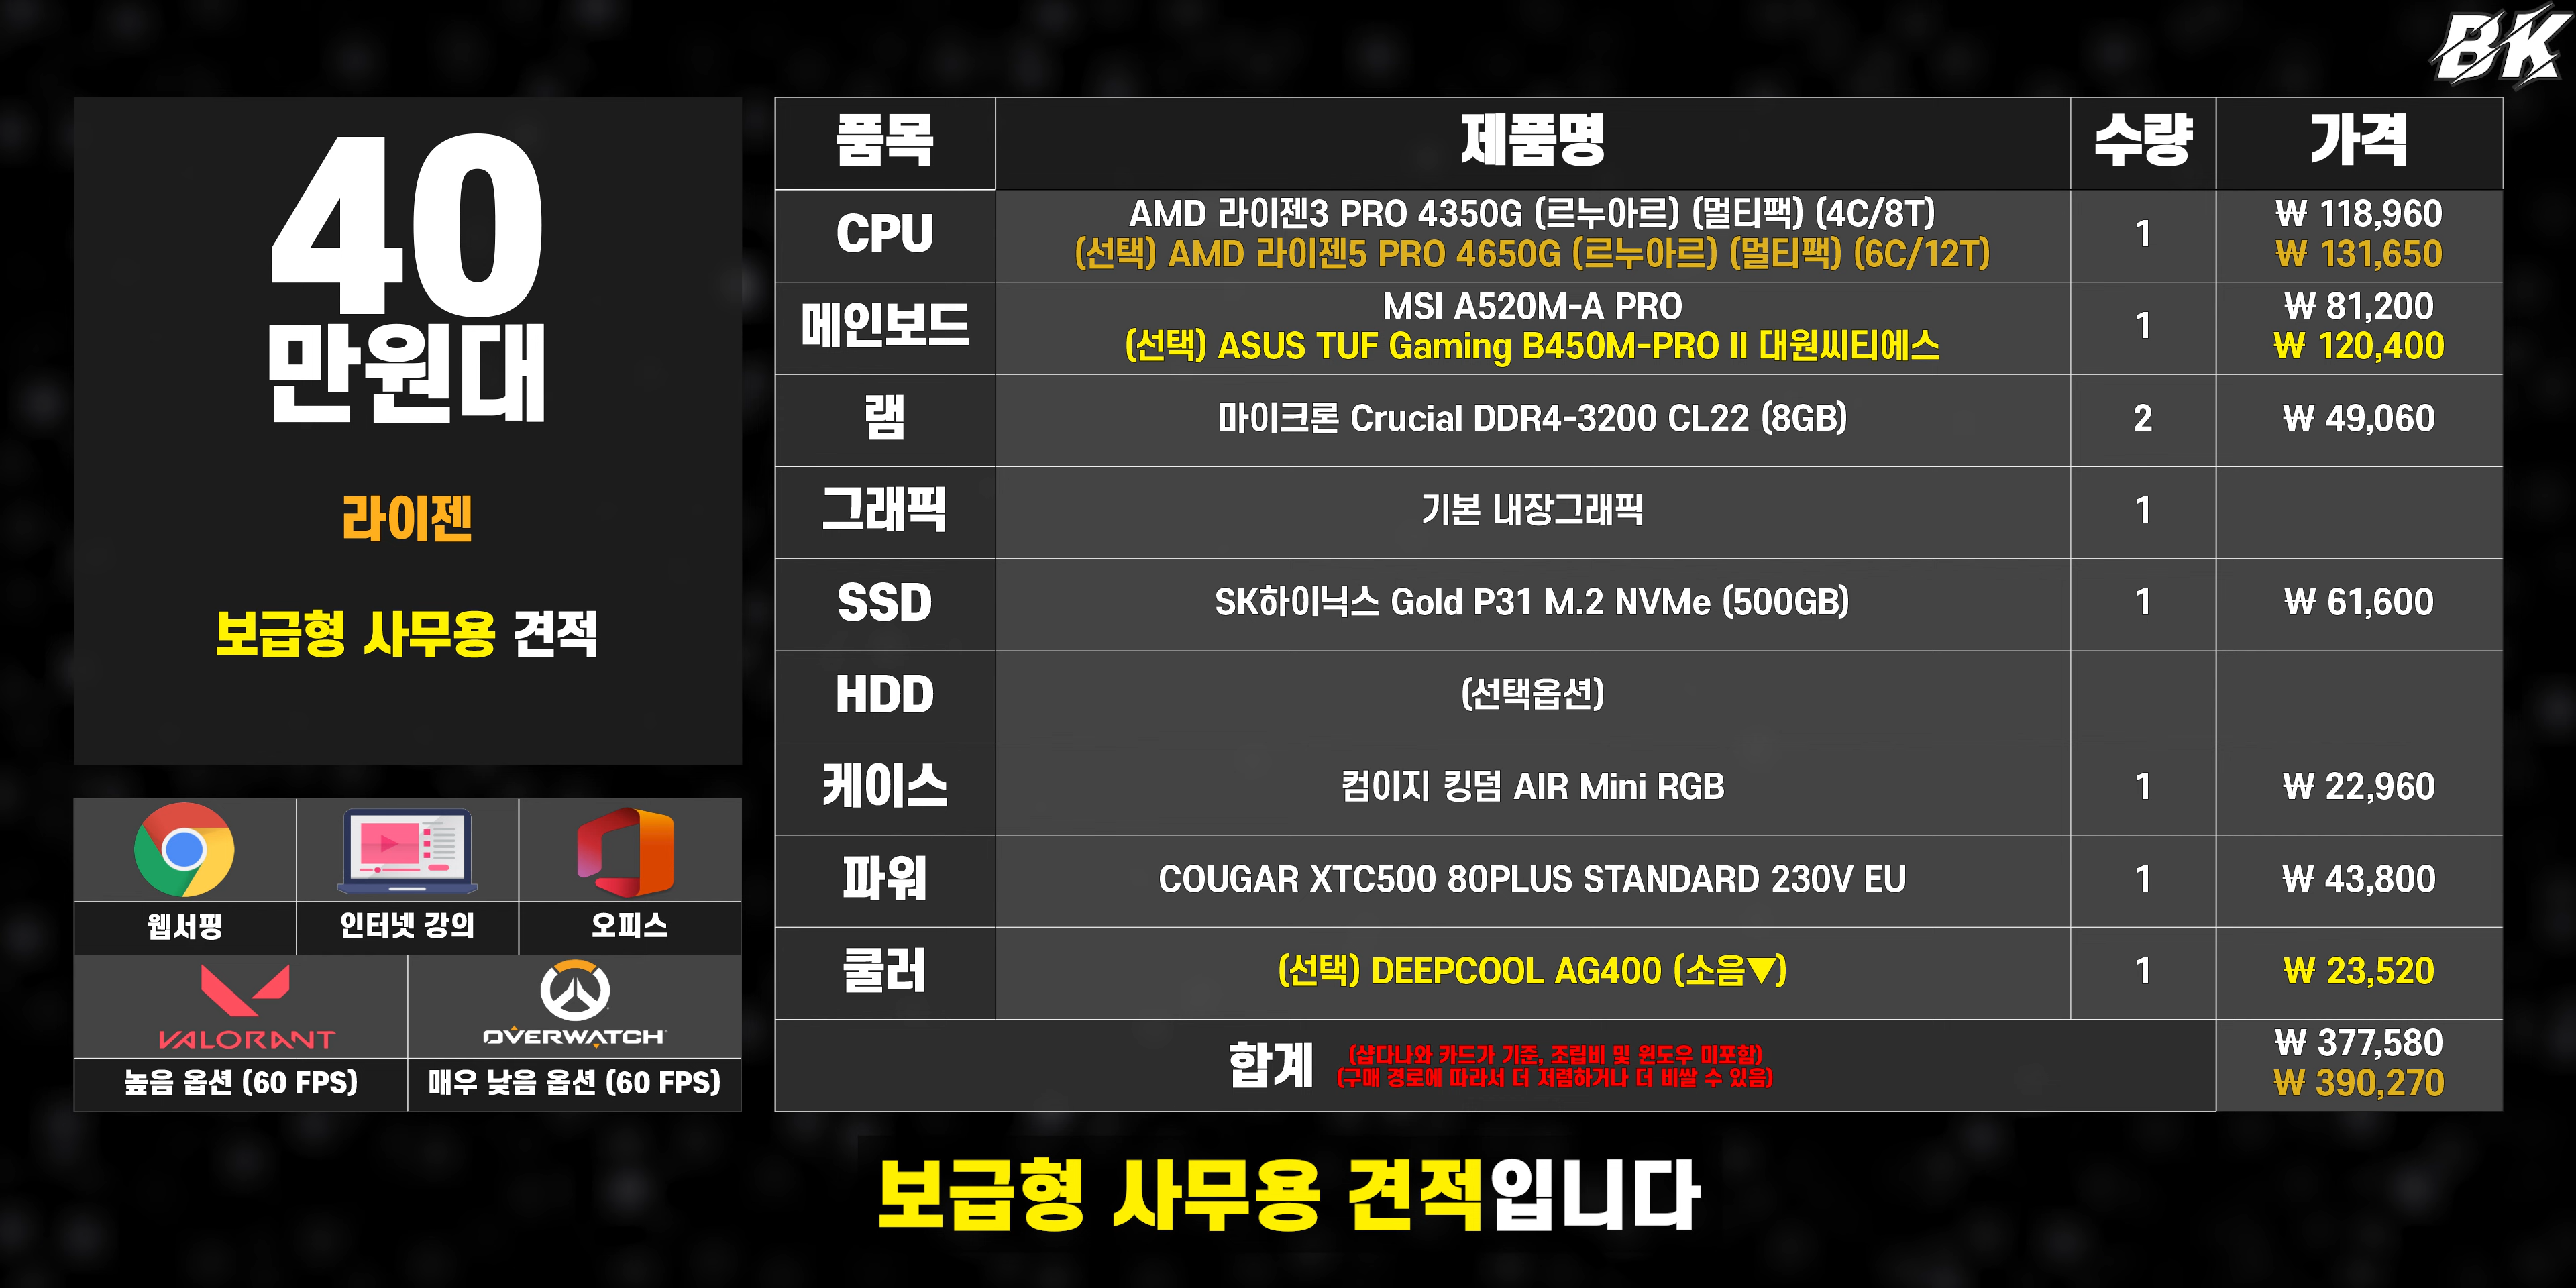 BK
40
만원대
라이젠
보급형 사무용 견적
웹서핑
인터넷 강의
오피스
VALORANT
OVERWATCH
높음 옵션 (60 FPS)
매우 낮음 옵션 (60 FPS)
품목 제품명 수량 가격
CPU
AMD 라이젠3 PRO 4350G (르누아르) (멀티팩) (4C/8T)
(선택) AMD 라이젠5 PRO 4650G (르누아르) (멀티팩) (6C/12T)
1
₩ 118,960
₩ 131,650
메인보드
MSI A520M-A PRO
(선택) ASUS TUF Gaming B450M-PRO II 대원씨티에스
1
₩ 81,200
₩ 120,400
램 마이크론 Crucial DDR4-3200 CL22 (8GB) 2 ₩ 49,060
그래픽 기본 내장그래픽 1
SSD SK하이닉스 Gold P31 M.2 NVMe (500GB) 1 ₩ 61,600
HDD (선택옵션)
케이스 컴이지 킹덤 AIR Mini RGB 1 ₩ 22,960
파워 COUGAR XTC500 80PLUS STANDARD 230V EU 1 ₩ 43,800
쿨러 (선택) DEEPCOOL AG400 (소음▼) 1 ₩ 23,520
합계
(샵다나와 카드가 기준, 조립비 및 윈도우 미포함)
(구매 경로에 따라서 더 저렴하거나 더 비쌀 수 있음)
₩ 377,580
₩ 390,270
보급형 사무용 견적입니다